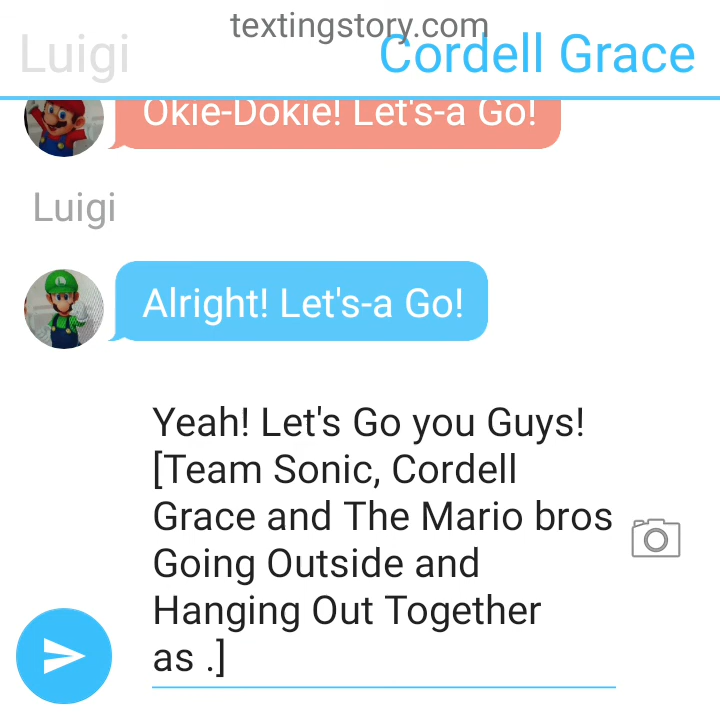 textingstory.com
Luigi Cordell Grace
Okie-Dokie! Let's-a Go!
Luigi
Alright! Let's-a Go!
Yeah! Let's Go you Guys!
[Team Sonic, Cordell
Grace and The Mario bros
Going Outside and
Hanging Out Together
as .]